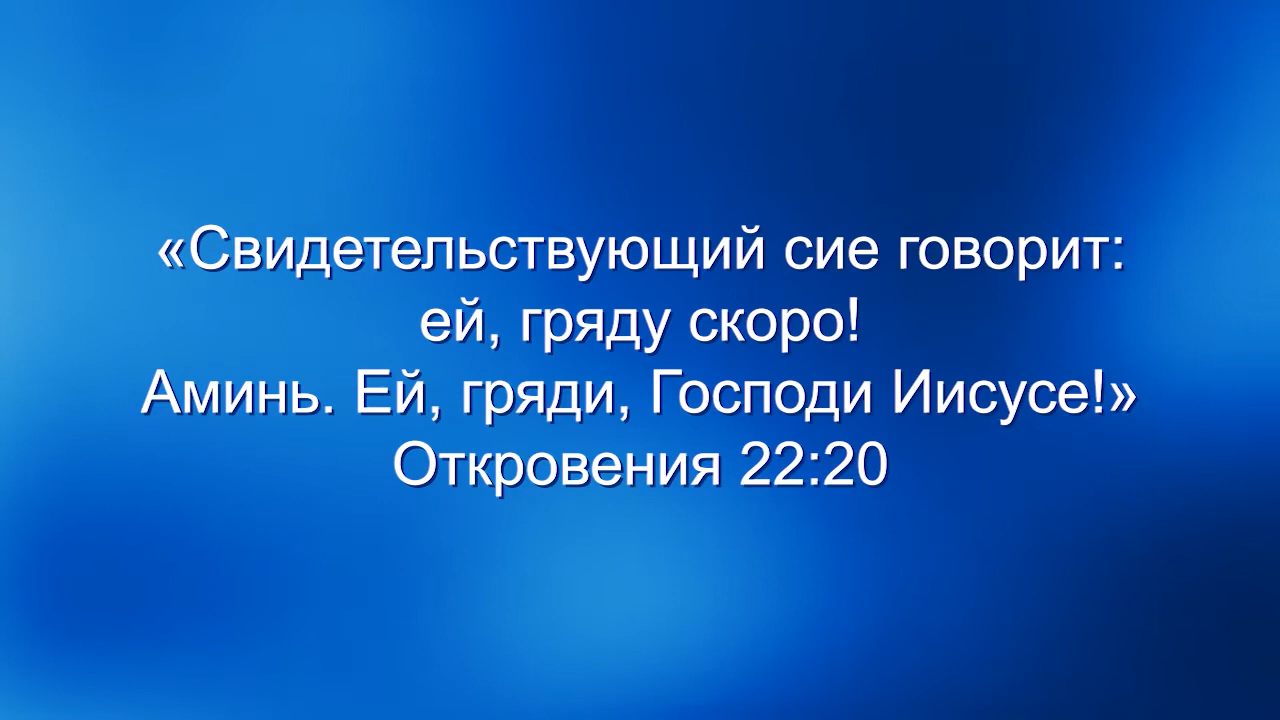 «Свидетельствующий сие говорит:
ей, гряду скоро!
Аминь. Ей, гряди, Господи Иисусе!»
Откровения 22:20